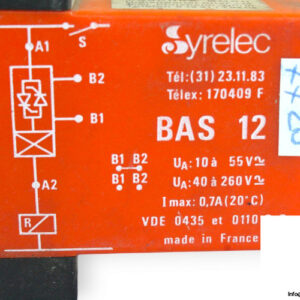 Syrelec
Tél:(31) 23.11.83
Télex: 170409 F
BAS 12
UA: 10 à 55V≂
UA: 40 à 260V≂
I max: 0,7A (20°C)
VDE 0435 et 0110
made in France
A1
S
B2
B1
B1 B2
B1 B2
A2
R